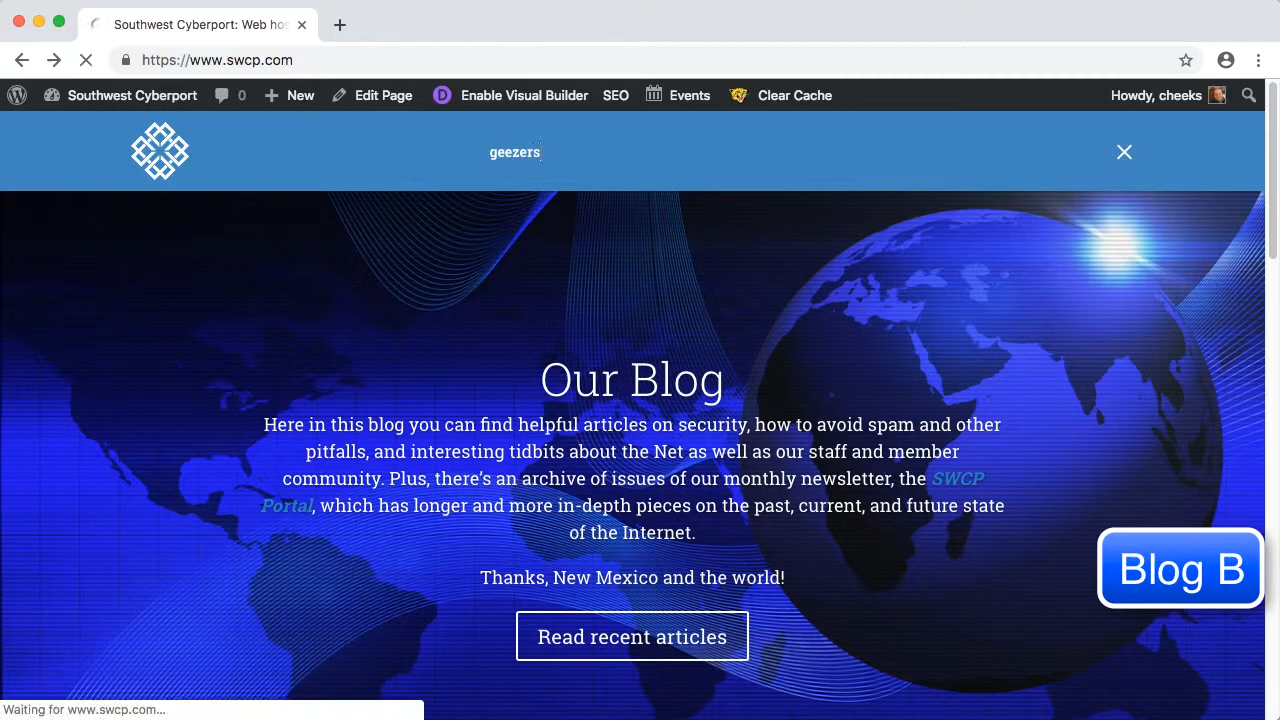 Southwest Cyberport: Web hos
https://www.swcp.com
Southwest Cyberport 0 New Edit Page D Enable Visual Builder SEO Events Clear Cache Howdy, cheeks
geezers
Our Blog
Here in this blog you can find helpful articles on security, how to avoid spam and other
pitfalls, and interesting tidbits about the Net as well as our staff and member
community. Plus, there’s an archive of issues of our monthly newsletter, the SWCP
Portal, which has longer and more in-depth pieces on the past, current, and future state
of the Internet.
Thanks, New Mexico and the world!
Read recent articles
Blog B
Waiting for www.swcp.com...